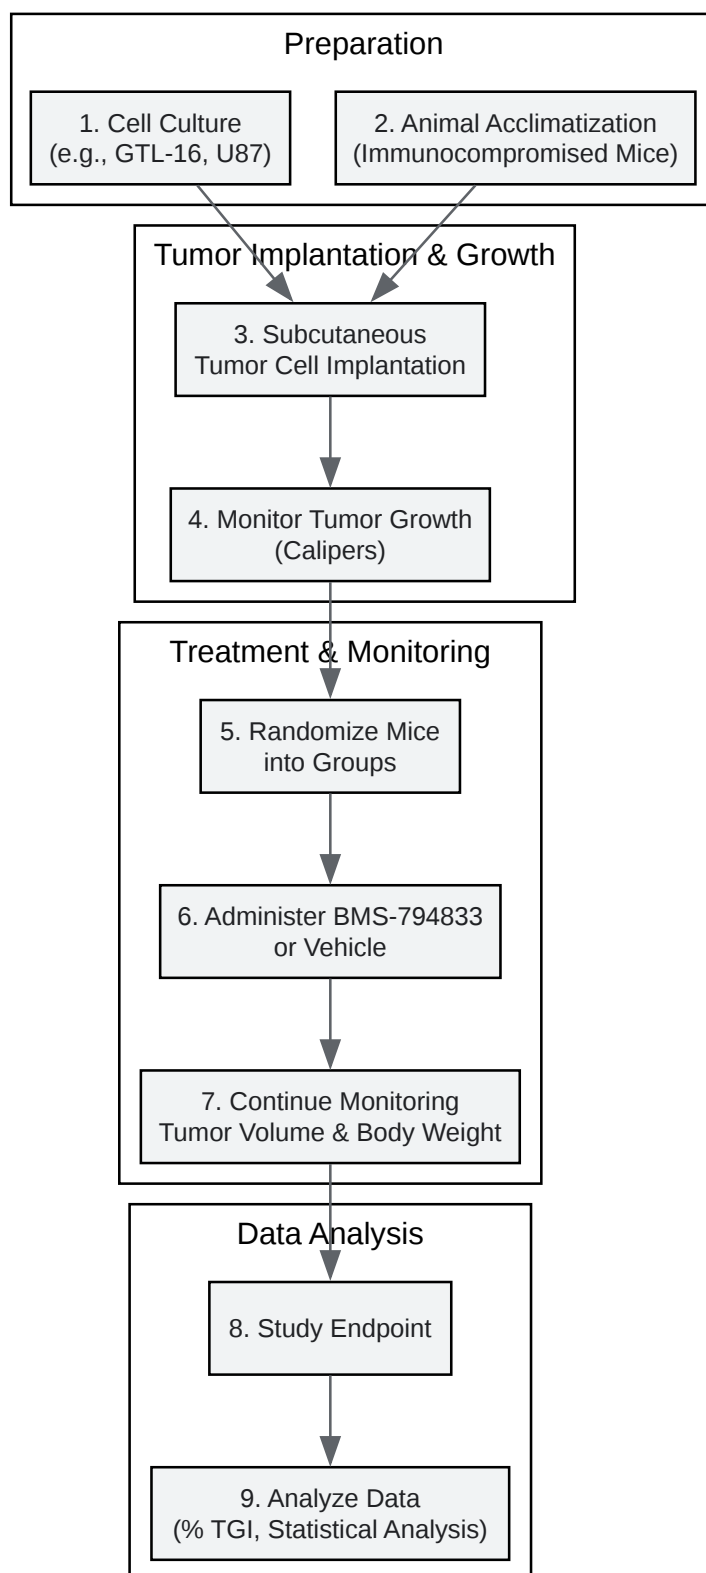 Preparation
1. Cell Culture
(e.g., GTL-16, U87)
2. Animal Acclimatization
(Immunocompromised Mice)
Tumor Implantation & Growth
3. Subcutaneous
Tumor Cell Implantation
4. Monitor Tumor Growth
(Calipers)
Treatment & Monitoring
5. Randomize Mice
into Groups
6. Administer BMS-794833
or Vehicle
7. Continue Monitoring
Tumor Volume & Body Weight
Data Analysis
8. Study Endpoint
9. Analyze Data
(% TGI, Statistical Analysis)